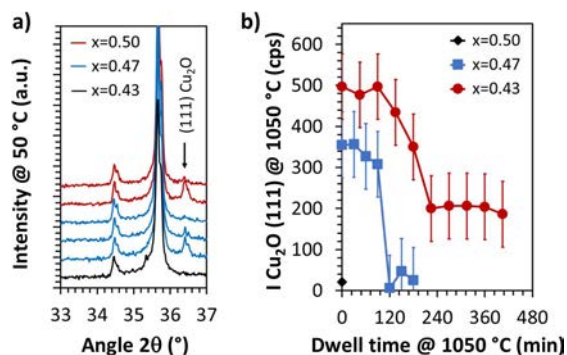 a)
x=0.50
x=0.47
x=0.43
(111) Cu2O
Intensity @ 50 °C (a.u.)
33 34 35 36 37
Angle 2θ (°)
b)
x=0.50
x=0.47
x=0.43
I Cu2O (111) @ 1050 °C (cps)
600
500
400
300
200
100
0
0 120 240 360 480
Dwell time @ 1050 °C (min)